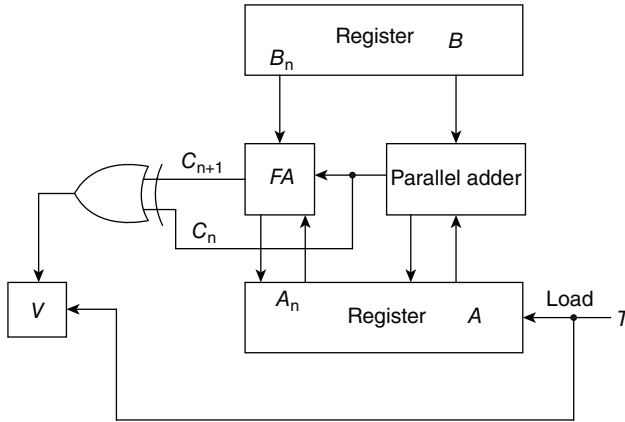 Register B
Bn
Cn+1
FA
Parallel adder
Cn
An
Load
V
Register A
T